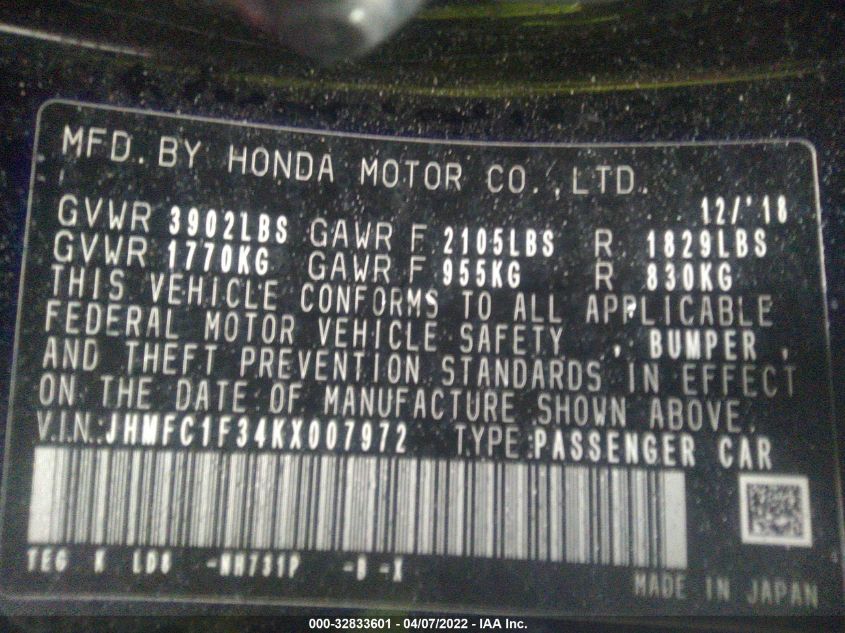 MFD. BY HONDA MOTOR CO., LTD.
12/'18
GVWR 3902LBS GAWR F 2105LBS R 1829LBS
GVWR 1770KG GAWR F 955KG R 830KG
THIS VEHICLE CONFORMS TO ALL APPLICABLE
FEDERAL MOTOR VEHICLE SAFETY , BUMPER ,
AND THEFT PREVENTION STANDARDS IN EFFECT
ON THE DATE OF MANUFACTURE SHOWN ABOVE.
V.I.N.:JHMFC1F34KX007972 TYPE:PASSENGER CAR
TEG K -NH731P -B -X
MADE IN JAPAN
000-32833601 - 04/07/2022 - IAA Inc.